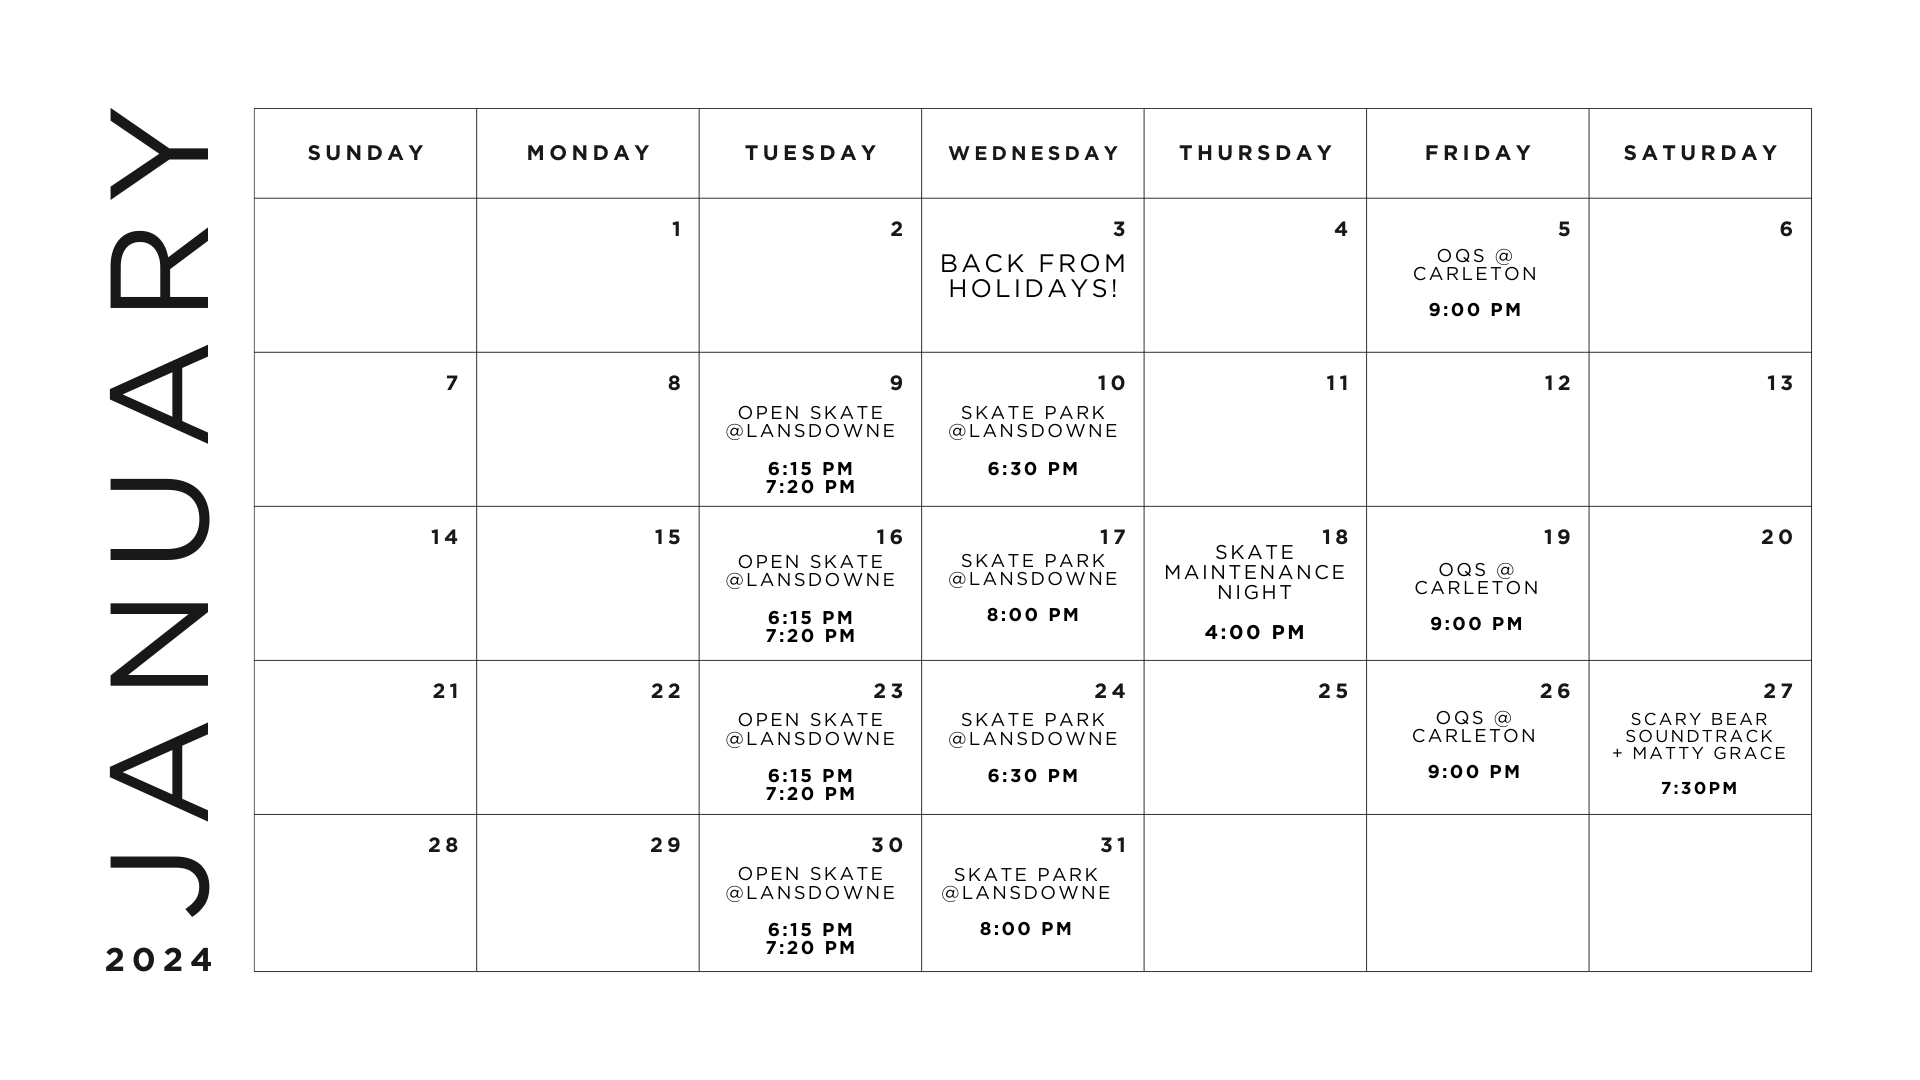 JANUARY
2024
SUNDAY
MONDAY
TUESDAY
WEDNESDAY
THURSDAY
FRIDAY
SATURDAY
1
2
3
BACK FROM
HOLIDAYS!
4
5
OQS @
CARLETON
9:00 PM
6
7
8
9
OPEN SKATE
@LANSDOWNE
6:15 PM
7:20 PM
10
SKATE PARK
@LANSDOWNE
6:30 PM
11
12
13
14
15
16
OPEN SKATE
@LANSDOWNE
6:15 PM
7:20 PM
17
SKATE PARK
@LANSDOWNE
8:00 PM
18
SKATE
MAINTENANCE
NIGHT
4:00 PM
19
OQS @
CARLETON
9:00 PM
20
21
22
23
OPEN SKATE
@LANSDOWNE
6:15 PM
7:20 PM
24
SKATE PARK
@LANSDOWNE
6:30 PM
25
26
OQS @
CARLETON
9:00 PM
27
SCARY BEAR
SOUNDTRACK
+ MATTY GRACE
7:30PM
28
29
30
OPEN SKATE
@LANSDOWNE
6:15 PM
7:20 PM
31
SKATE PARK
@LANSDOWNE
8:00 PM